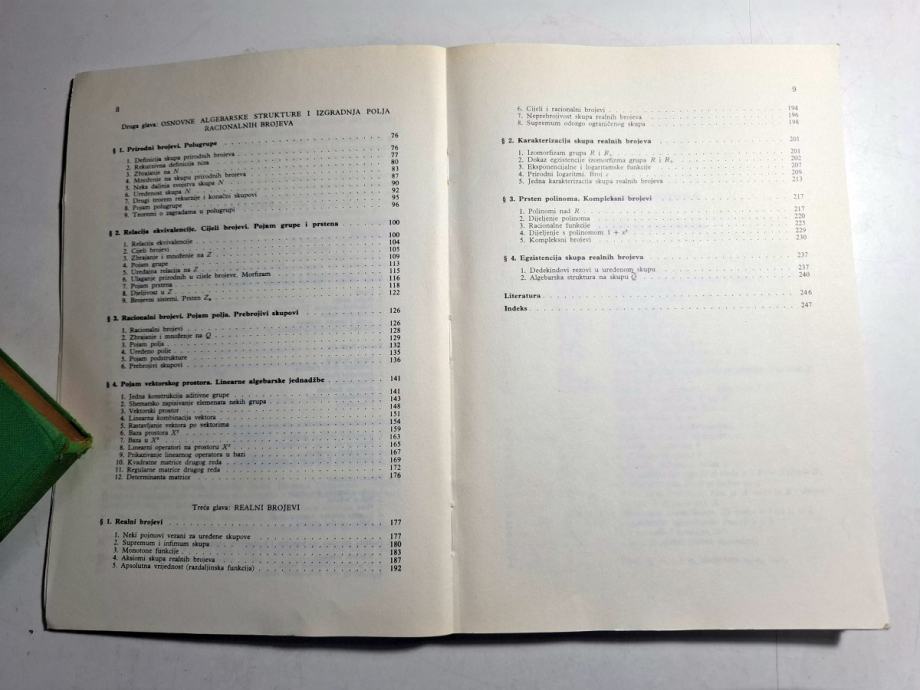 8
Druga glava: OSNOVNE ALGEBARSKE STRUKTURE I IZGRADNJA POLJA
RACIONALNIH BROJEVA
§ 1. Prirodni brojevi. Polugrupe 76
1. Definicija skupa prirodnih brojeva 76
2. Rekurzivna definicija niza 77
3. Zbrajanje na N 80
4. Množenje na skupu prirodnih brojeva 83
5. Neka daljnja svojstva skupa N 87
6. Uređenost skupa N 90
7. Drugi teorem rekurzije i konačni skupovi 92
8. Pojam polugrupe 95
9. Teoremi o zagradama u polugrupi 96
§ 2. Relacija ekvivalencije. Cijeli brojevi. Pojam grupe i prstena 100
1. Relacija ekvivalencije 100
2. Cijeli brojevi 104
3. Zbrajanje i množenje na Z 105
4. Pojam grupe 109
5. Uređajna relacija na Z 113
6. Ulaganje prirodnih u cijele brojeve. Morfizam 115
7. Pojam prstena 116
8. Djeljivost u Z 118
9. Brojevni sistemi. Prsten Zₙ 122
§ 3. Racionalni brojevi. Pojam polja. Prebrojivi skupovi 126
1. Racionalni brojevi 126
2. Zbrajanje i množenje na Q 128
3. Pojam polja 129
4. Uređeno polje 132
5. Pojam podstrukture 135
6. Prebrojivi skupovi 136
§ 4. Pojam vektorskog prostora. Linearne algebarske jednadžbe 141
1. Jedna konstrukcija aditivne grupe 141
2. Shematsko zapisivanje elemenata nekih grupa 143
3. Vektorski prostor 148
4. Linearna kombinacija vektora 151
5. Rastavljanje vektora po vektorima 154
6. Baza prostora X² 159
7. Baza u X³ 163
8. Linearni operatori na prostoru X² 165
9. Prikazivanje linearnog operatora u bazi 167
10. Kvadratne matrice drugog reda 169
11. Regularne matrice drugog reda 172
12. Determinanta matrice 176
Treća glava: REALNI BROJEVI
§ 1. Realni brojevi 177
1. Neki pojmovi vezani za uređene skupove 177
2. Supremum i infimum skupa 180
3. Monotone funkcije 183
4. Aksiomi skupa realnih brojeva 187
5. Apsolutna vrijednost (razdaljinska funkcija) 192
9
6. Cijeli i racionalni brojevi 194
7. Neprebrojivost skupa realnih brojeva 196
8. Supremum odozgo ograničenog skupa 198
§ 2. Karakterizacija skupa realnih brojeva 201
1. Izomorfizam grupa R i R₊ 201
2. Dokaz egzistencije izomorfizma grupa R i R₊ 202
3. Eksponencijalne i logaritamske funkcije 207
4. Prirodni logaritmi. Broj e 209
5. Jedna karakterizacija skupa realnih brojeva 213
§ 3. Prsten polinoma. Kompleksni brojevi 217
1. Polinomi nad R 217
2. Dijeljenje polinoma 220
3. Racionalne funkcije 225
4. Dijeljenje s polinomom 1 + x² 229
5. Kompleksni brojevi 230
§ 4. Egzistencija skupa realnih brojeva 237
1. Dedekindovi rezovi u uređenom skupu 237
2. Algebarska struktura na skupu Q 240
Literatura 246
Indeks 247